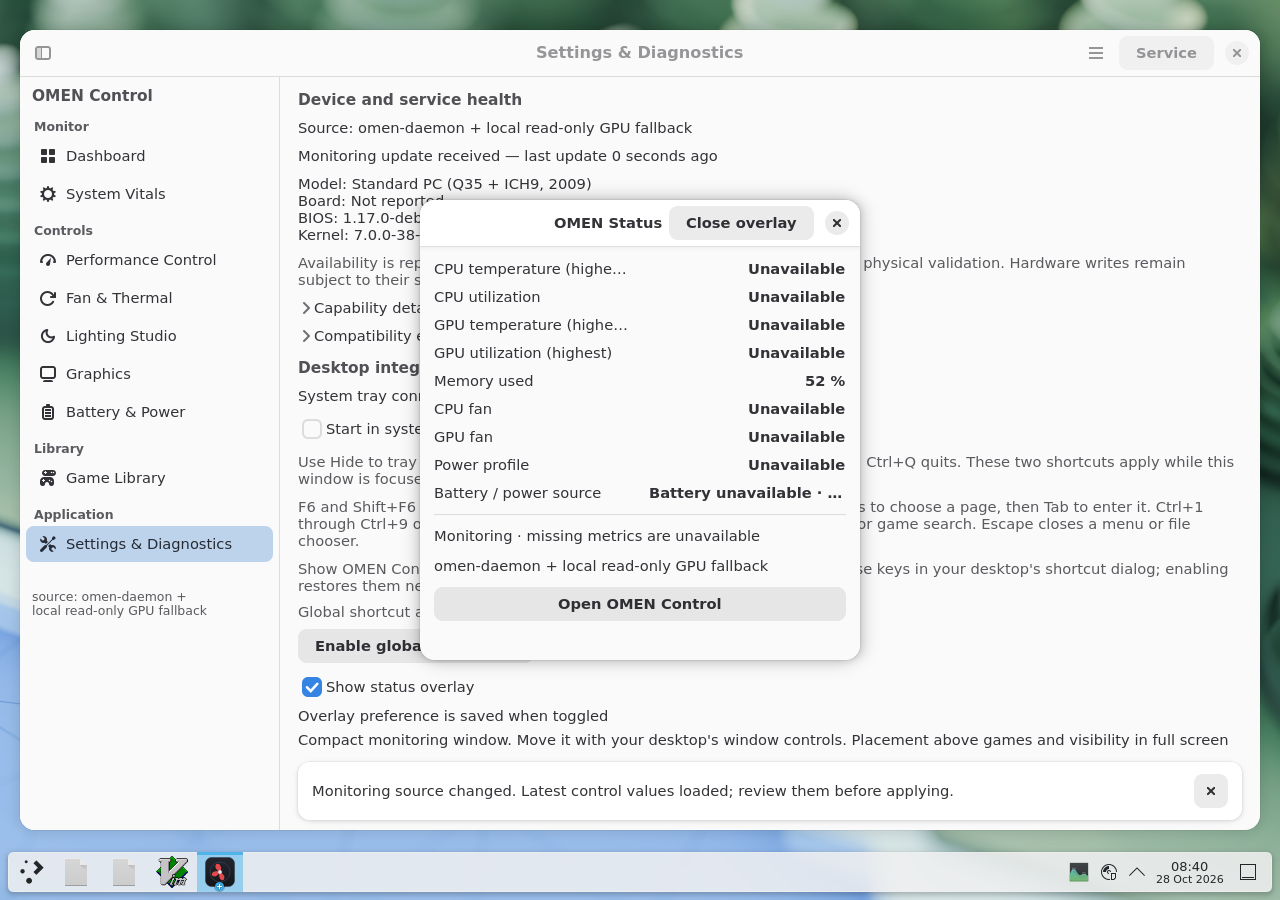 Settings & Diagnostics
Service
OMEN Control
Monitor
Dashboard
System Vitals
Controls
Performance Control
Fan & Thermal
Lighting Studio
Graphics
Battery & Power
Library
Game Library
Application
Settings & Diagnostics
source: omen-daemon +
local read-only GPU fallback
Device and service health
Source: omen-daemon + local read-only GPU fallback
Monitoring update received — last update 0 seconds ago
Model: Standard PC (Q35 + ICH9, 2009)
Board: Not reported
BIOS: 1.17.0-deb
Kernel: 7.0.0-38-
Availability is rep physical validation. Hardware writes remain
subject to their s
Capability deta
Compatibility e
Desktop integ
System tray conn
Start in syste
Use Hide to tray Ctrl+Q quits. These two shortcuts apply while this
window is focuse
F6 and Shift+F6 s to choose a page, then Tab to enter it. Ctrl+1
through Ctrl+9 o or game search. Escape closes a menu or file
chooser.
Show OMEN Con se keys in your desktop's shortcut dialog; enabling
restores them ne
Global shortcut a
Enable globa
Show status overlay
Overlay preference is saved when toggled
Compact monitoring window. Move it with your desktop's window controls. Placement above games and visibility in full screen
Monitoring source changed. Latest control values loaded; review them before applying.
OMEN Status
Close overlay
CPU temperature (highe… Unavailable
CPU utilization Unavailable
GPU temperature (highe… Unavailable
GPU utilization (highest) Unavailable
Memory used 52 %
CPU fan Unavailable
GPU fan Unavailable
Power profile Unavailable
Battery / power source Battery unavailable · …
Monitoring · missing metrics are unavailable
omen-daemon + local read-only GPU fallback
Open OMEN Control
08:40
28 Oct 2026